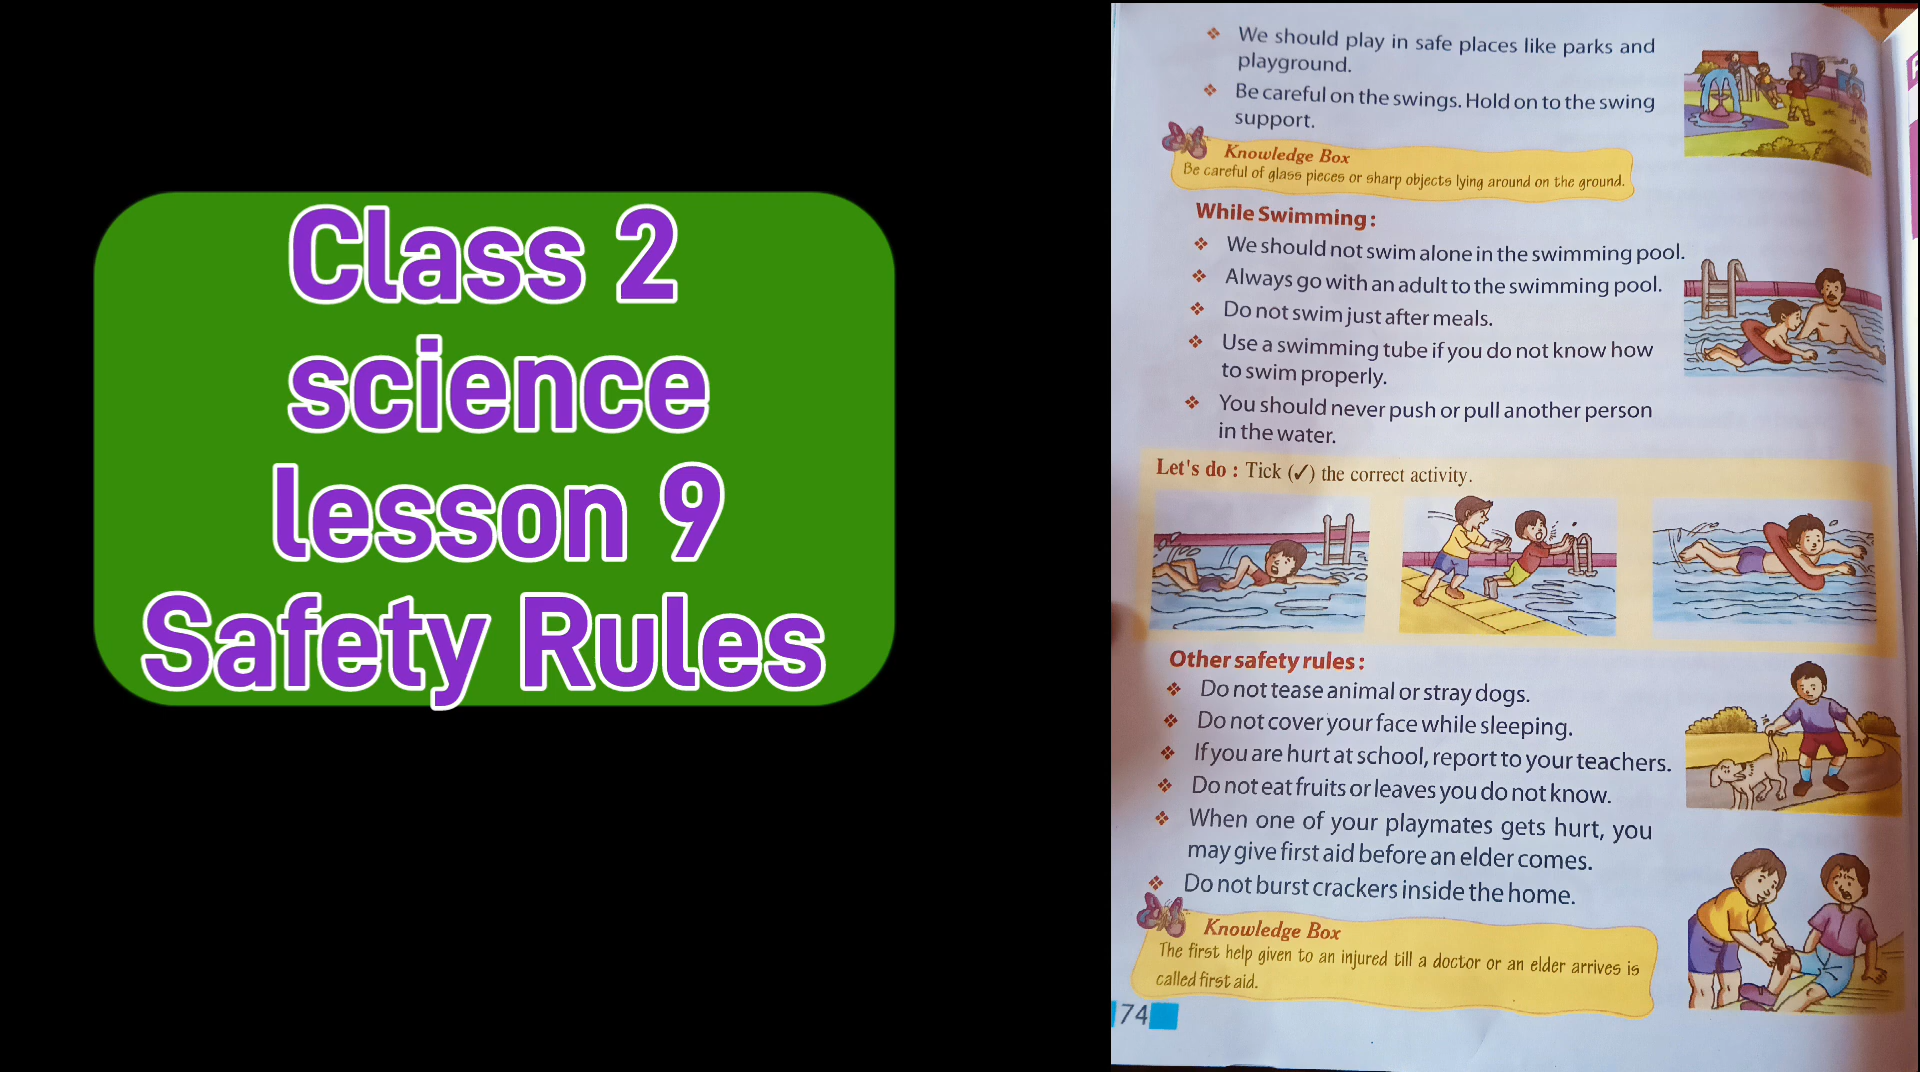 Class 2
science
lesson 9
Safety Rules
❖ We should play in safe places like parks and
playground.
❖ Be careful on the swings. Hold on to the swing
support.
Knowledge Box
Be careful of glass pieces or sharp objects lying around on the ground.
While Swimming :
❖ We should not swim alone in the swimming pool.
❖ Always go with an adult to the swimming pool.
❖ Do not swim just after meals.
❖ Use a swimming tube if you do not know how
to swim properly.
❖ You should never push or pull another person
in the water.
Let's do : Tick (✓) the correct activity.
Other safety rules :
❖ Do not tease animal or stray dogs.
❖ Do not cover your face while sleeping.
❖ If you are hurt at school, report to your teachers.
❖ Do not eat fruits or leaves you do not know.
❖ When one of your playmates gets hurt, you
may give first aid before an elder comes.
❖ Do not burst crackers inside the home.
Knowledge Box
The first help given to an injured till a doctor or an elder arrives is
called first aid.
74